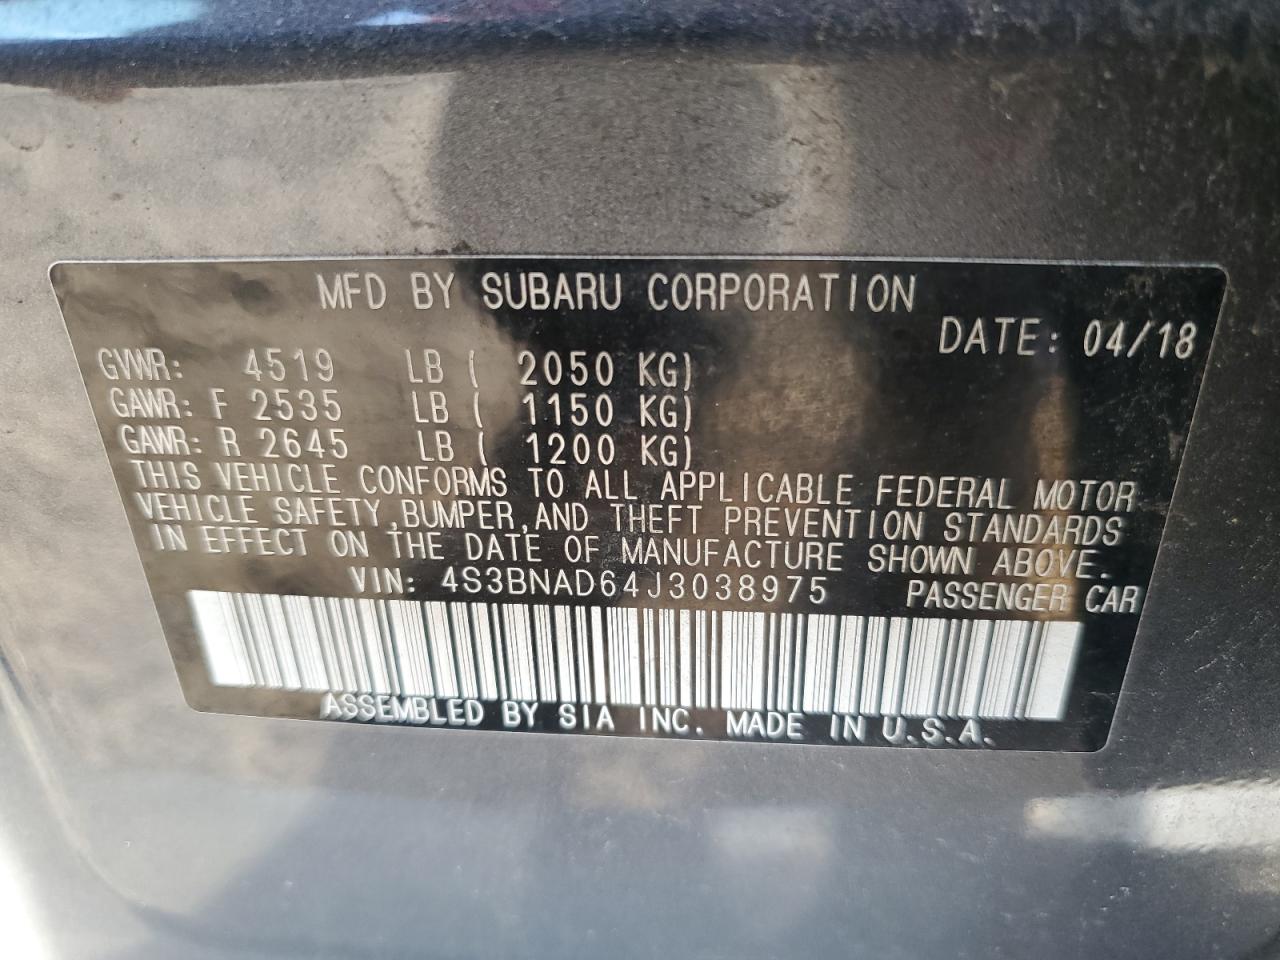 MFD BY SUBARU CORPORATION
DATE: 04/18
GVWR: 4519 LB ( 2050 KG)
GAWR: F 2535 LB ( 1150 KG)
GAWR: R 2645 LB ( 1200 KG)
THIS VEHICLE CONFORMS TO ALL APPLICABLE FEDERAL MOTOR
VEHICLE SAFETY,BUMPER,AND THEFT PREVENTION STANDARDS
IN EFFECT ON THE DATE OF MANUFACTURE SHOWN ABOVE.
VIN: 4S3BNAD64J3038975 PASSENGER CAR
ASSEMBLED BY SIA INC. MADE IN U.S.A.